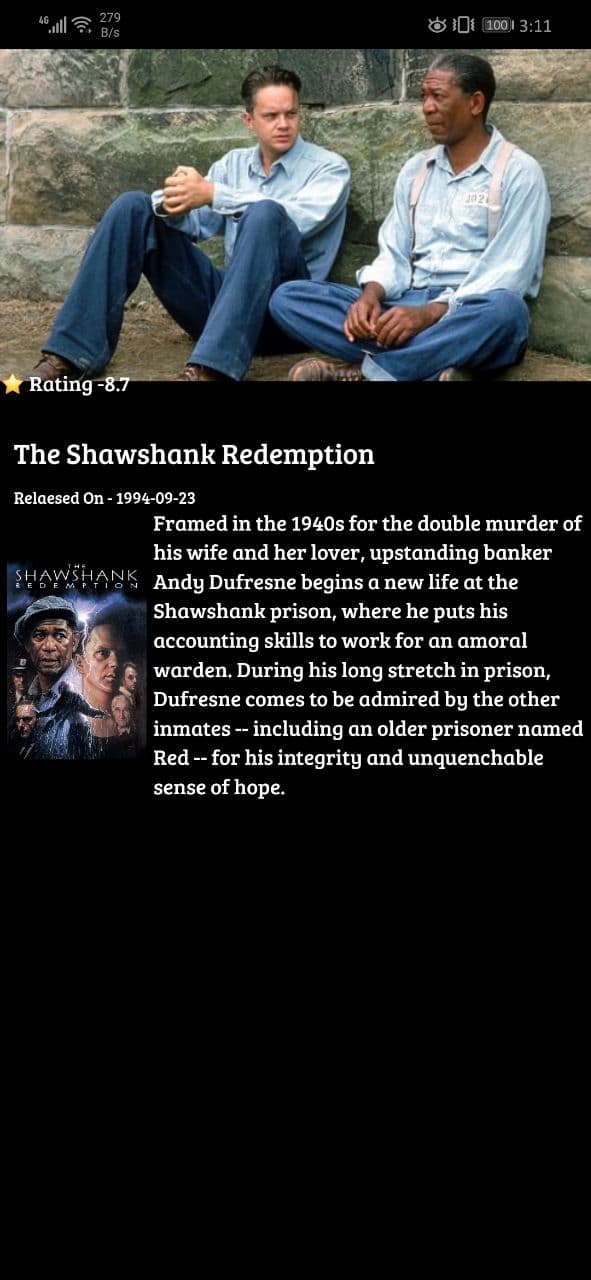 4G
279
B/s
100
3:11
302
⭐ Rating -8.7
The Shawshank Redemption
Relaesed On - 1994-09-23
Framed in the 1940s for the double murder of
his wife and her lover, upstanding banker
Andy Dufresne begins a new life at the
Shawshank prison, where he puts his
accounting skills to work for an amoral
warden. During his long stretch in prison,
Dufresne comes to be admired by the other
inmates -- including an older prisoner named
Red -- for his integrity and unquenchable
sense of hope.
THE
SHAWSHANK
REDEMPTION